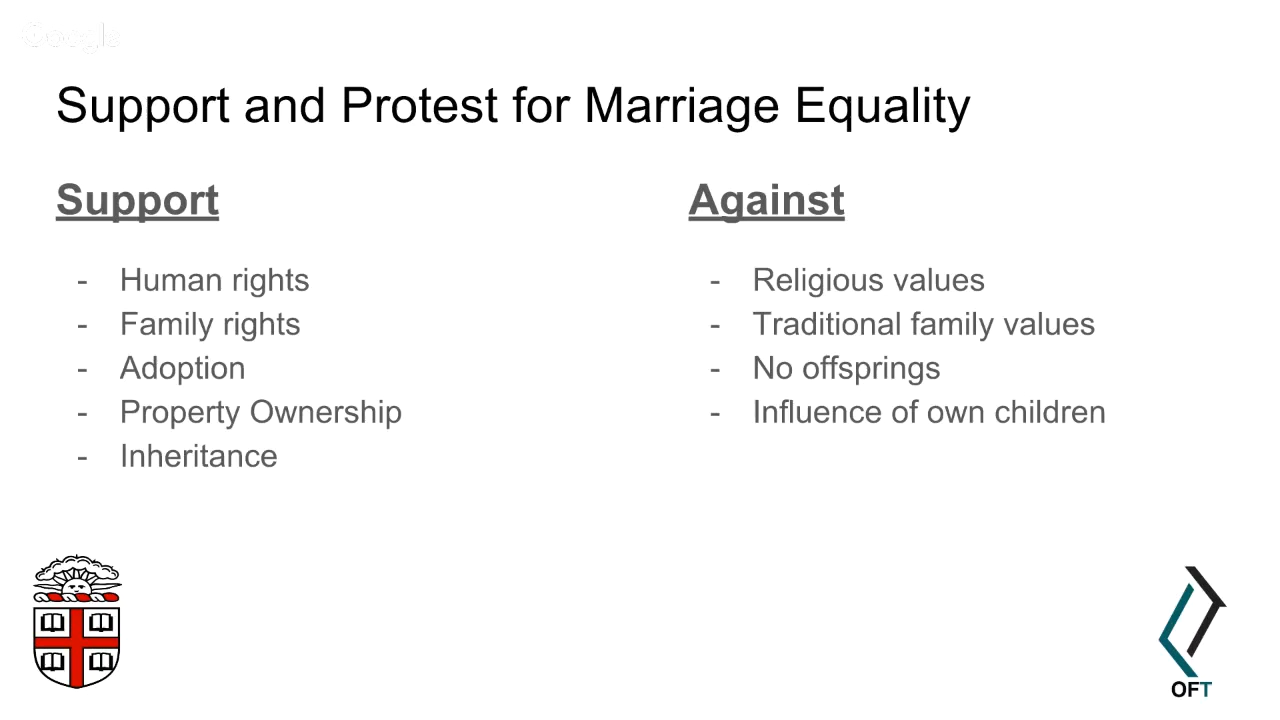 Google
Support and Protest for Marriage Equality
Support
- Human rights
- Family rights
- Adoption
- Property Ownership
- Inheritance
Against
- Religious values
- Traditional family values
- No offsprings
- Influence of own children
OFT